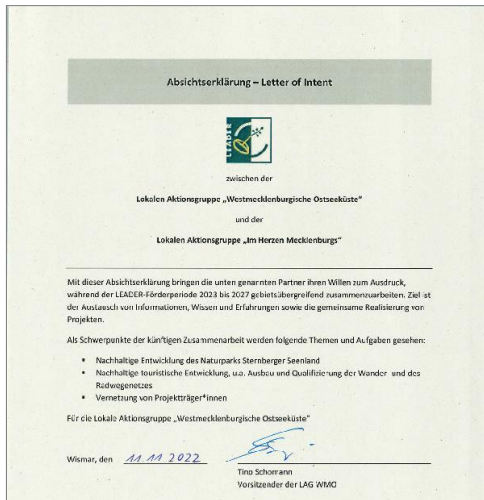 Absichtserklärung – Letter of Intent
LEADER
zwischen der
Lokalen Aktionsgruppe „Westmecklenburgische Ostseeküste"
und der
Lokalen Aktionsgruppe „Im Herzen Mecklenburgs"
Mit dieser Absichtserklärung bringen die unten genannten Partner ihren Willen zum Ausdruck,
während der LEADER-Förderperiode 2023 bis 2027 gebietsübergreifend zusammenzuarbeiten. Ziel ist
der Austausch von Informationen, Wissen und Erfahrungen sowie die gemeinsame Realisierung von
Projekten.
Als Schwerpunkte der künftigen Zusammenarbeit werden folgende Themen und Aufgaben gesehen:
• Nachhaltige Entwicklung des Naturparks Sternberger Seenland
• Nachhaltige touristische Entwicklung, u.a. Ausbau und Qualifizierung der Wander- und des
Radwegenetzes
• Vernetzung von Projektträger*innen
Für die Lokale Aktionsgruppe „Westmecklenburgische Ostseeküste"
Wismar, den 11.11.2022
Tino Schomann
Vorsitzender der LAG WMO